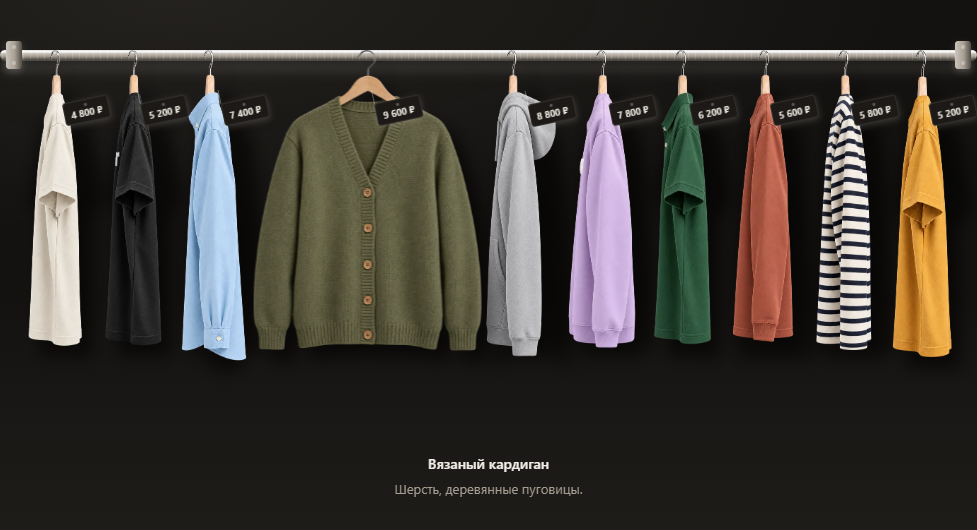 4 800 ₽
5 200 ₽
7 400 ₽
9 600 ₽
8 800 ₽
7 800 ₽
6 200 ₽
5 600 ₽
5 800 ₽
5 200 ₽
Вязаный кардиган
Шерсть, деревянные пуговицы.